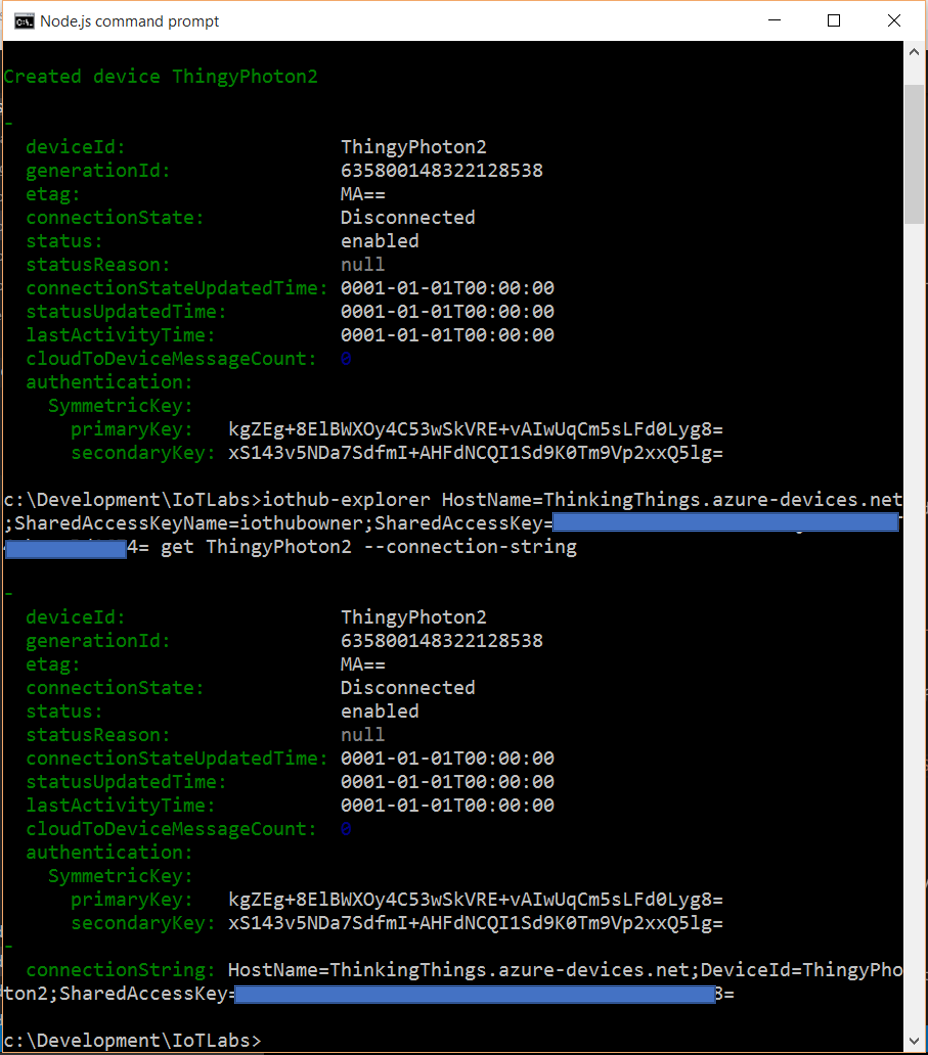 Node.js command prompt
Created device ThingyPhoton2
-
deviceId: ThingyPhoton2
generationId: 635800148322128538
etag: MA==
connectionState: Disconnected
status: enabled
statusReason: null
connectionStateUpdatedTime: 0001-01-01T00:00:00
statusUpdatedTime: 0001-01-01T00:00:00
lastActivityTime: 0001-01-01T00:00:00
cloudToDeviceMessageCount: 0
authentication:
SymmetricKey:
primaryKey: kgZEg+8ElBWXOy4C53wSkVRE+vAIwUqCm5sLFd0Lyg8=
secondaryKey: xS143v5NDa7SdfmI+AHFdNCQI1Sd9K0Tm9Vp2xxQ5lg=
c:\Development\IoTLabs>iothub-explorer HostName=ThinkingThings.azure-devices.net
;SharedAccessKeyName=iothubowner;SharedAccessKey=
4= get ThingyPhoton2 --connection-string
-
deviceId: ThingyPhoton2
generationId: 635800148322128538
etag: MA==
connectionState: Disconnected
status: enabled
statusReason: null
connectionStateUpdatedTime: 0001-01-01T00:00:00
statusUpdatedTime: 0001-01-01T00:00:00
lastActivityTime: 0001-01-01T00:00:00
cloudToDeviceMessageCount: 0
authentication:
SymmetricKey:
primaryKey: kgZEg+8ElBWXOy4C53wSkVRE+vAIwUqCm5sLFd0Lyg8=
secondaryKey: xS143v5NDa7SdfmI+AHFdNCQI1Sd9K0Tm9Vp2xxQ5lg=
-
connectionString: HostName=ThinkingThings.azure-devices.net;DeviceId=ThingyPho
ton2;SharedAccessKey=8=
c:\Development\IoTLabs>